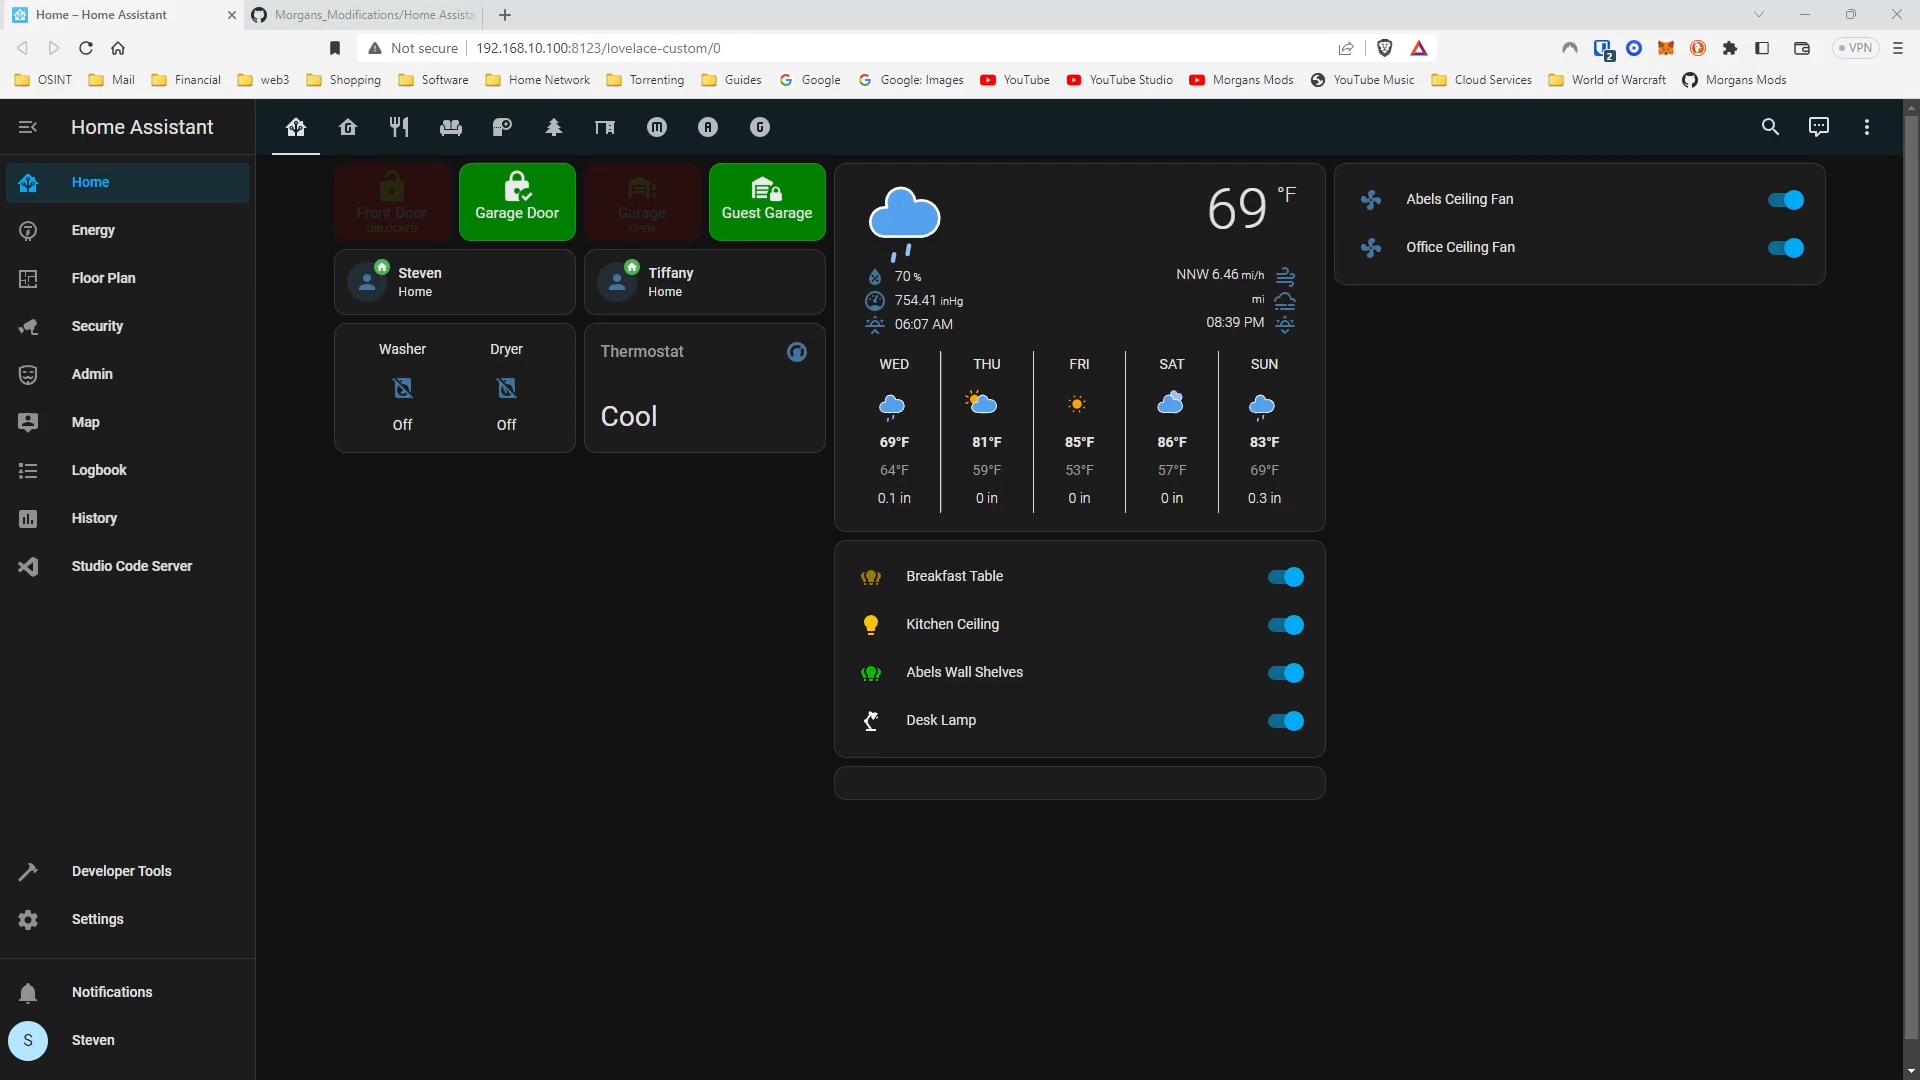 Home – Home Assistant
Morgans_Modifications/Home Assista
Not secure
192.168.10.100:8123/lovelace-custom/0
2
VPN
OSINT Mail Financial web3 Shopping Software Home Network Torrenting Guides Google Google: Images YouTube YouTube Studio Morgans Mods YouTube Music Cloud Services World of Warcraft Morgans Mods
Home Assistant
M A G
Home
Energy
Floor Plan
Security
Admin
Map
Logbook
History
Studio Code Server
Developer Tools
Settings
Notifications
S Steven
Front Door
UNLOCKED
Garage Door
Garage
OPEN
Guest Garage
Steven
Home
Tiffany
Home
Washer Dryer
Off Off
Thermostat
Cool
69 °F
70 % NNW 6.46 mi/h
754.41 inHg mi
06:07 AM 08:39 PM
WED THU FRI SAT SUN
69°F 81°F 85°F 86°F 83°F
64°F 59°F 53°F 57°F 69°F
0.1 in 0 in 0 in 0 in 0.3 in
Breakfast Table
Kitchen Ceiling
Abels Wall Shelves
Desk Lamp
Abels Ceiling Fan
Office Ceiling Fan